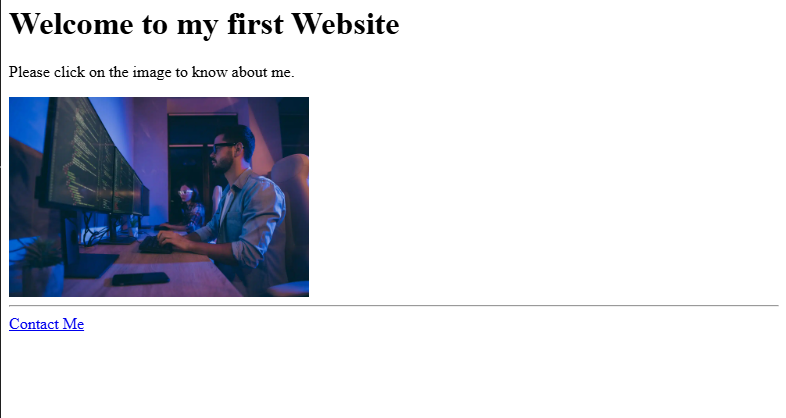 Welcome to my first Website
Please click on the image to know about me.
Contact Me